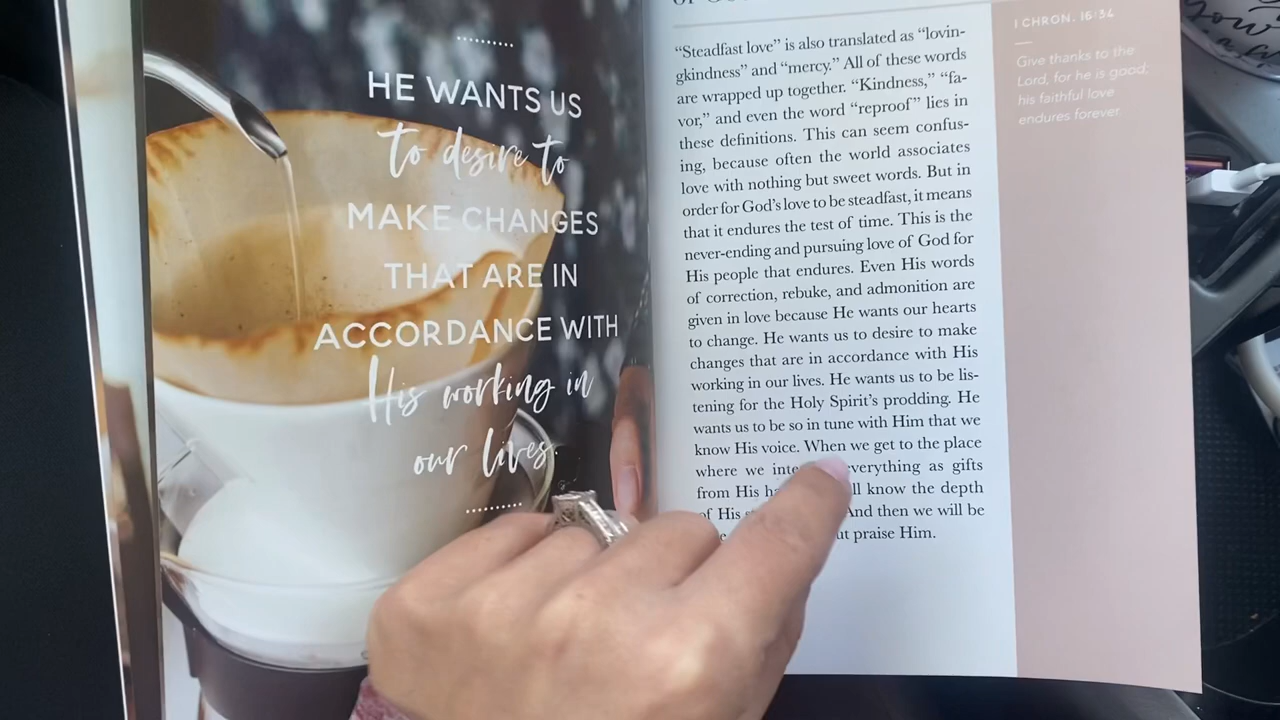 HE WANTS US
to desire to
MAKE CHANGES
THAT ARE IN
ACCORDANCE WITH
His working in
our lives.
“Steadfast love” is also translated as “lovin-
gkindness” and “mercy.” All of these words
are wrapped up together. “Kindness,” “fa-
vor,” and even the word “reproof” lies in
these definitions. This can seem confus-
ing, because often the world associates
love with nothing but sweet words. But in
order for God’s love to be steadfast, it means
that it endures the test of time. This is the
never-ending and pursuing love of God for
His people that endures. Even His words
of correction, rebuke, and admonition are
given in love because He wants our hearts
to change. He wants us to desire to make
changes that are in accordance with His
working in our lives. He wants us to be lis-
tening for the Holy Spirit’s prodding. He
wants us to be so in tune with Him that we
know His voice. When we get to the place
where we everything as gifts
from His know the depth
of His And then we will be
praise Him.
1 CHRON. 16:34
Give thanks to the
Lord, for he is good;
his faithful love
endures forever.